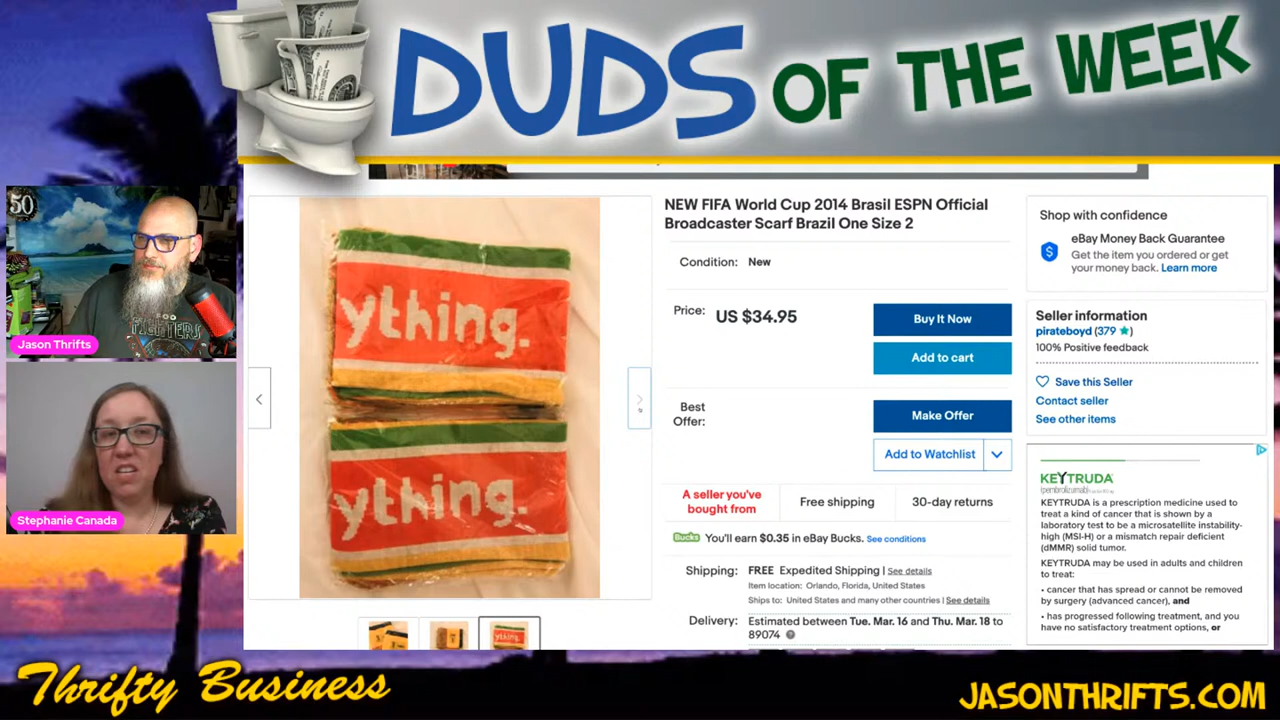 DUDS OF THE WEEK
NEW FIFA World Cup 2014 Brasil ESPN Official
Broadcaster Scarf Brazil One Size 2
Condition: New
Price: US $34.95
Buy It Now
Add to cart
Best
Offer:
Make Offer
Add to Watchlist
A seller you've
bought from
Free shipping
30-day returns
Bucks You'll earn $0.35 in eBay Bucks. See conditions
Shipping: FREE Expedited Shipping | See details
Item location: Orlando, Florida, United States
Ships to: United States and many other countries | See details
Delivery: Estimated between Tue. Mar. 16 and Thu. Mar. 18 to
89074
Shop with confidence
eBay Money Back Guarantee
Get the item you ordered or get
your money back. Learn more
Seller information
pirateboyd (379)
100% Positive feedback
Save this Seller
Contact seller
See other items
KEYTRUDA
(pembrolizumab)
KEYTRUDA is a prescription medicine used to
treat a kind of cancer that is shown by a
laboratory test to be a microsatellite instability-
high (MSI-H) or a mismatch repair deficient
(dMMR) solid tumor.
KEYTRUDA may be used in adults and children
to treat:
• cancer that has spread or cannot be removed
by surgery (advanced cancer), and
• has progressed following treatment, and you
have no satisfactory treatment options, or
ything.
ything.
ything.
50
FIGHTERS
Jason Thrifts
Stephanie Canada
Thrifty Business
JASONTHRIFTS.COM